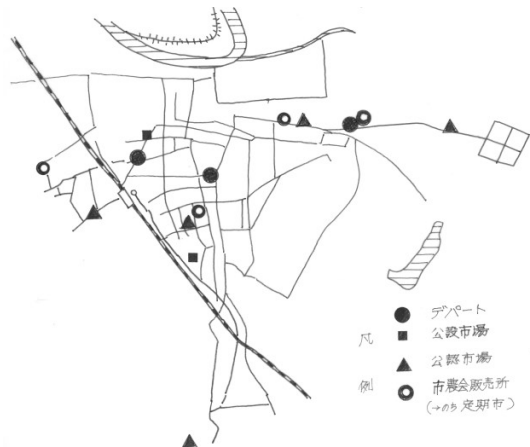 凡例
デパート
公設市場
公認市場
市農会販売所
(→のち定期市)